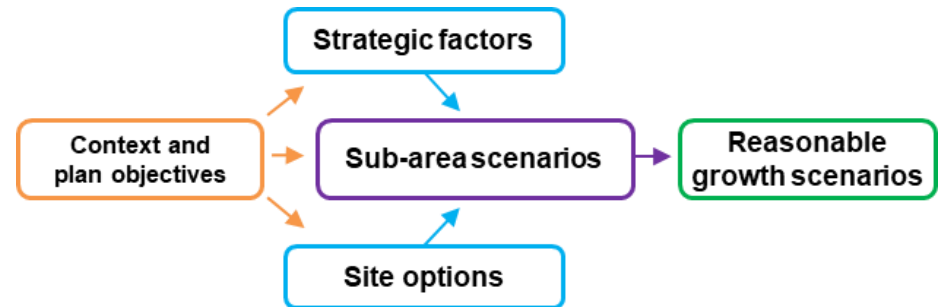 Strategic factors
Context and
plan objectives
Sub-area scenarios
Reasonable
growth scenarios
Site options